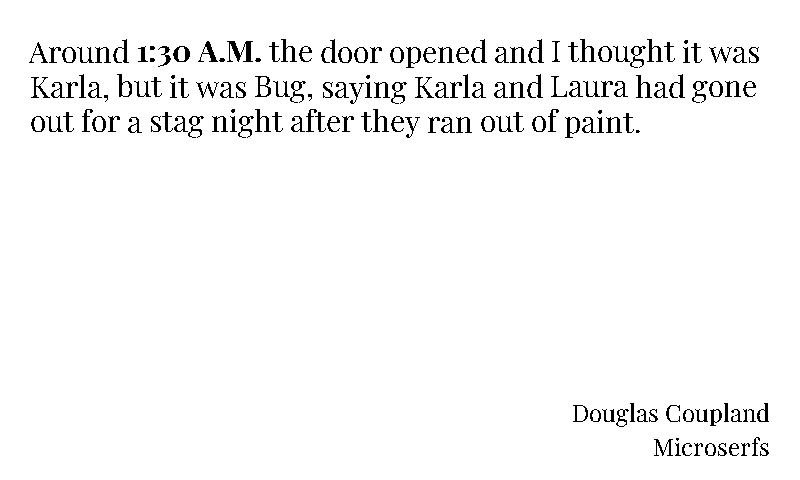 Around 1:30 A.M. the door opened and I thought it was
Karla, but it was Bug, saying Karla and Laura had gone
out for a stag night after they ran out of paint.
Douglas Coupland
Microserfs